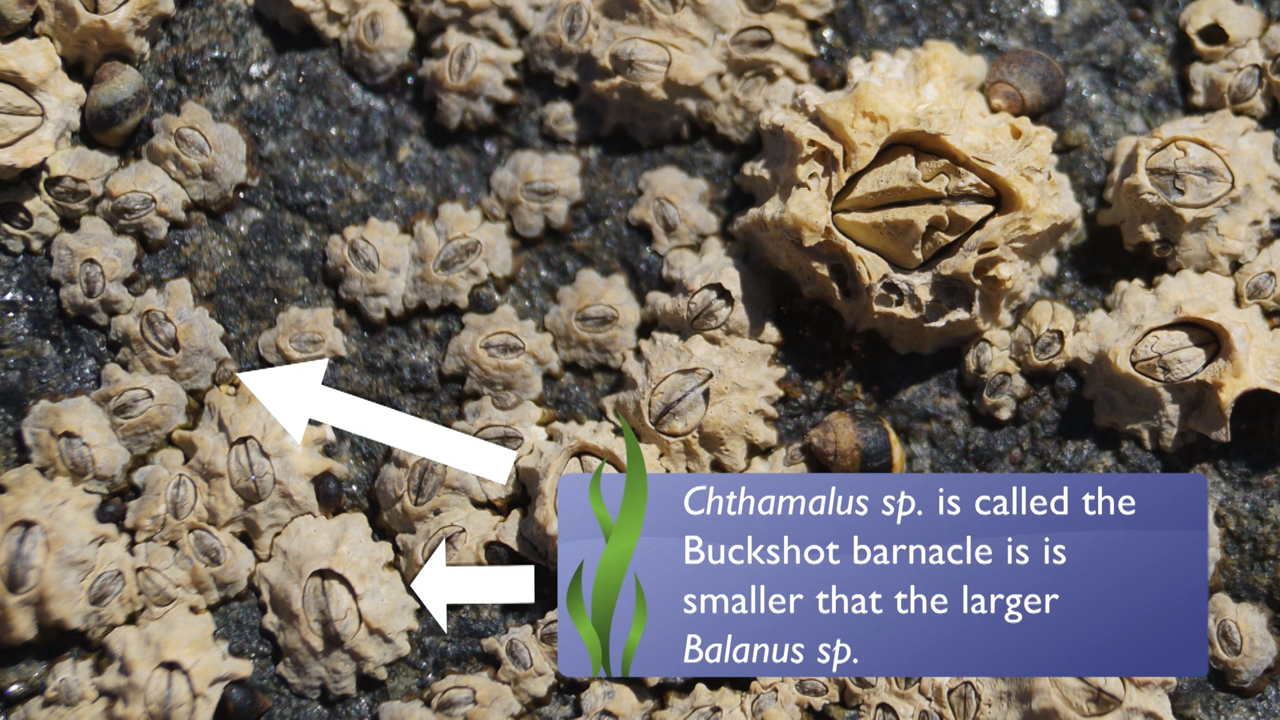 Chthamalus sp. is called the
Buckshot barnacle is is
smaller that the larger
Balanus sp.